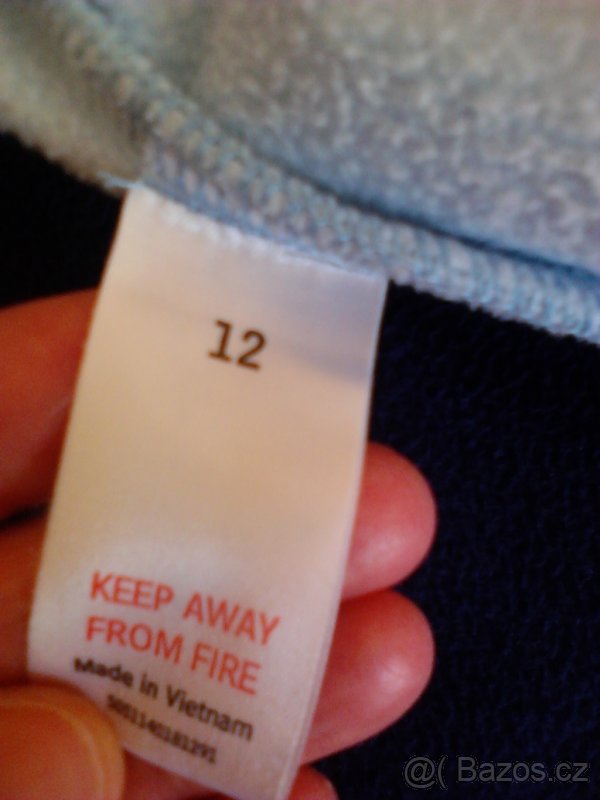 12
KEEP AWAY
FROM FIRE
Made in Vietnam
@( Bazos.cz